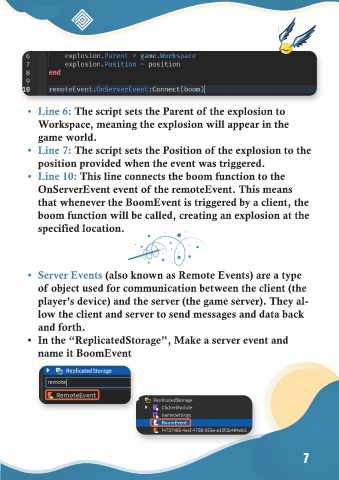 6 explosion.Parent = game.Workspace
7 explosion.Position = position
8 end
9
10 remoteEvent.OnServerEvent:Connect(boom)
• Line 6: The script sets the Parent of the explosion to
Workspace, meaning the explosion will appear in the
game world.
• Line 7: The script sets the Position of the explosion to the
position provided when the event was triggered.
• Line 10: This line connects the boom function to the
OnServerEvent event of the remoteEvent. This means
that whenever the BoomEvent is triggered by a client, the
boom function will be called, creating an explosion at the
specified location.
• Server Events (also known as Remote Events) are a type
of object used for communication between the client (the
player's device) and the server (the game server). They al-
low the client and server to send messages and data back
and forth.
• In the “ReplicatedStorage”, Make a server event and
name it BoomEvent
ReplicatedStorage
remote
RemoteEvent
ReplicatedStorage
ClickerModule
GameSettings
BoomEvent
7